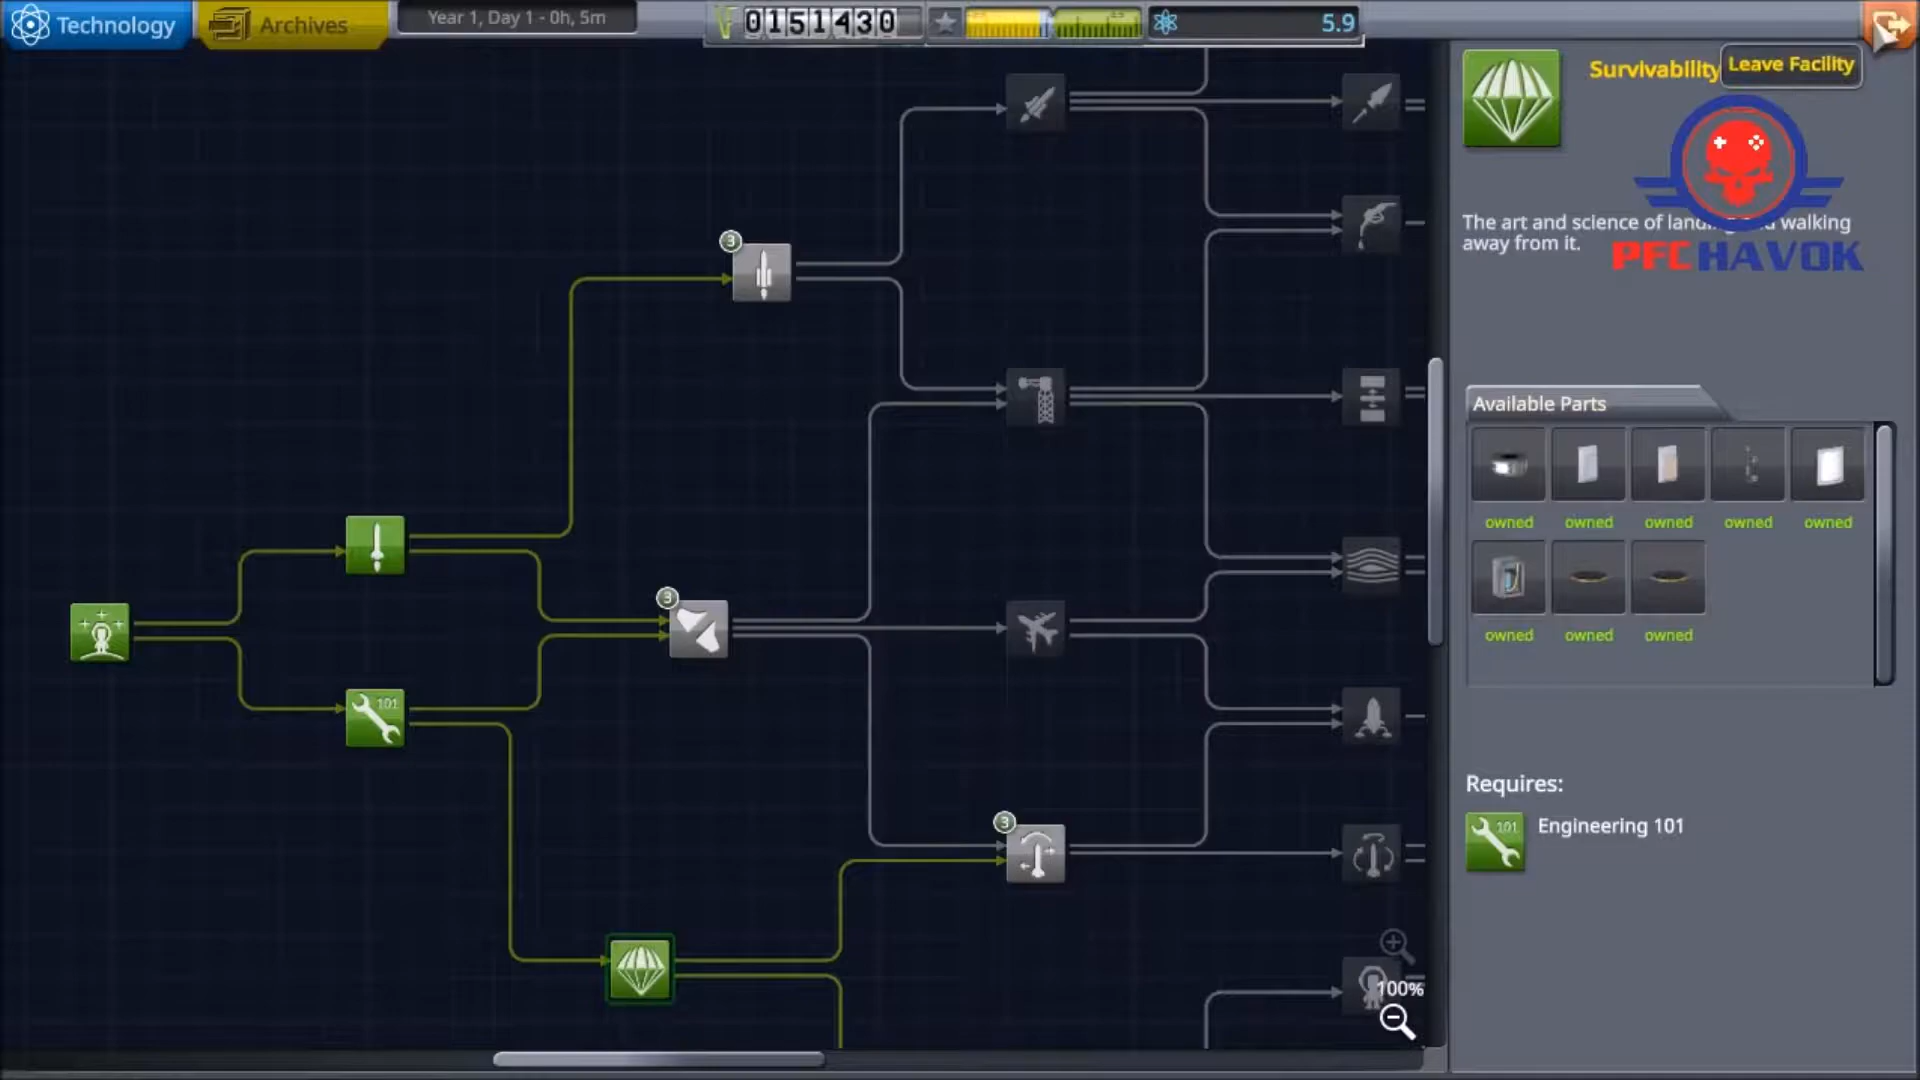 Technology
Archives
Year 1, Day 1 - 0h, 5m
0151430
5.9
Survivability
Leave Facility
The art and science of landing and walking
away from it.
PFCHAVOK
3
Available Parts
owned owned owned owned owned
owned owned owned
3
101
Requires:
101
Engineering 101
3
100%